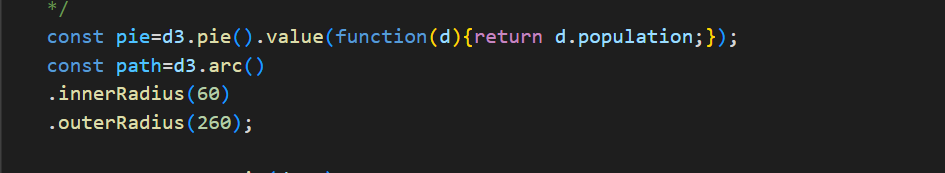 */
const pie=d3.pie().value(function(d){return d.population;});
const path=d3.arc()
.innerRadius(60)
.outerRadius(260);